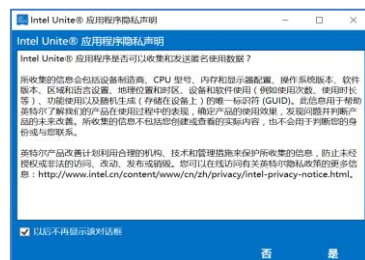 Intel Unite® 应用程序隐私声明
Intel Unite® 应用程序隐私声明
Intel Unite® 应用程序是否可以收集和发送匿名使用数据？
所收集的信息会包括设备制造商、CPU 型号、内存和显示器配置、操作系统版本、软件
版本、区域和语言设置、地理位置和时区、设备和软件使用（例如使用次数、使用时长
等）、功能使用以及随机生成（存储在设备上）的唯一标识符 (GUID)。此信息用于帮助
英特尔了解我们的产品在使用过程中的表现，确定产品的使用效果，发现问题并判断产
品的未来改善。所收集的信息不包括您创建或查看的实际内容，也不会用于判断您的身
份或与您联系。
英特尔产品改善计划利用合理的机构、技术和管理措施来保护所收集的信息，防止未经
授权或非法的访问、改动、发布或销毁。您可以在线访问有关英特尔隐私政策的更多信
息：http://www.intel.cn/content/www/cn/zh/privacy/intel-privacy-notice.html。
以后不再显示该对话框
否 是